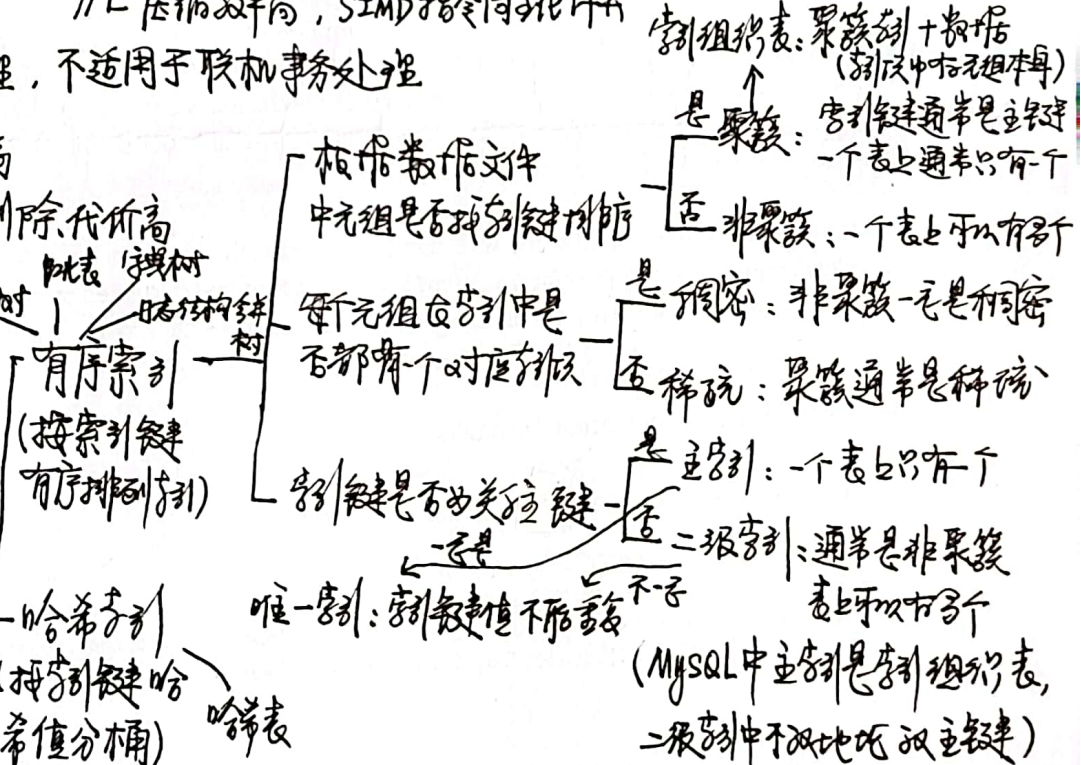 压缩效率高，SIMD指令向量化
不适用于联机事务处理
索引组织表：聚簇索引+数据
(索引项中存元组本身)
是
聚簇：索引键通常是主键
一个表上通常只有一个
否
非聚簇：一个表上可以有多个
根据数据文件
中元组是否按索引键排序
高
删除代价高
跳表
字典树
树
日志结构合并
树
有序索引
(按索引键
有序排列索引)
每个元组在索引中是
否都有一个对应索引项
是
稠密：非聚簇一定是稠密
否
稀疏：聚簇通常是稀疏
索引键是否为关主键
是
主索引：一个表上只有一个
否
二级索引：通常是非聚簇
表上可以有多个
一定是
不一定
唯一索引：索引键值不能重复
哈希索引
(按索引键哈
希值分桶)
哈希表
(MySQL中主索引是索引组织表，
二级索引中不放地址放主键)